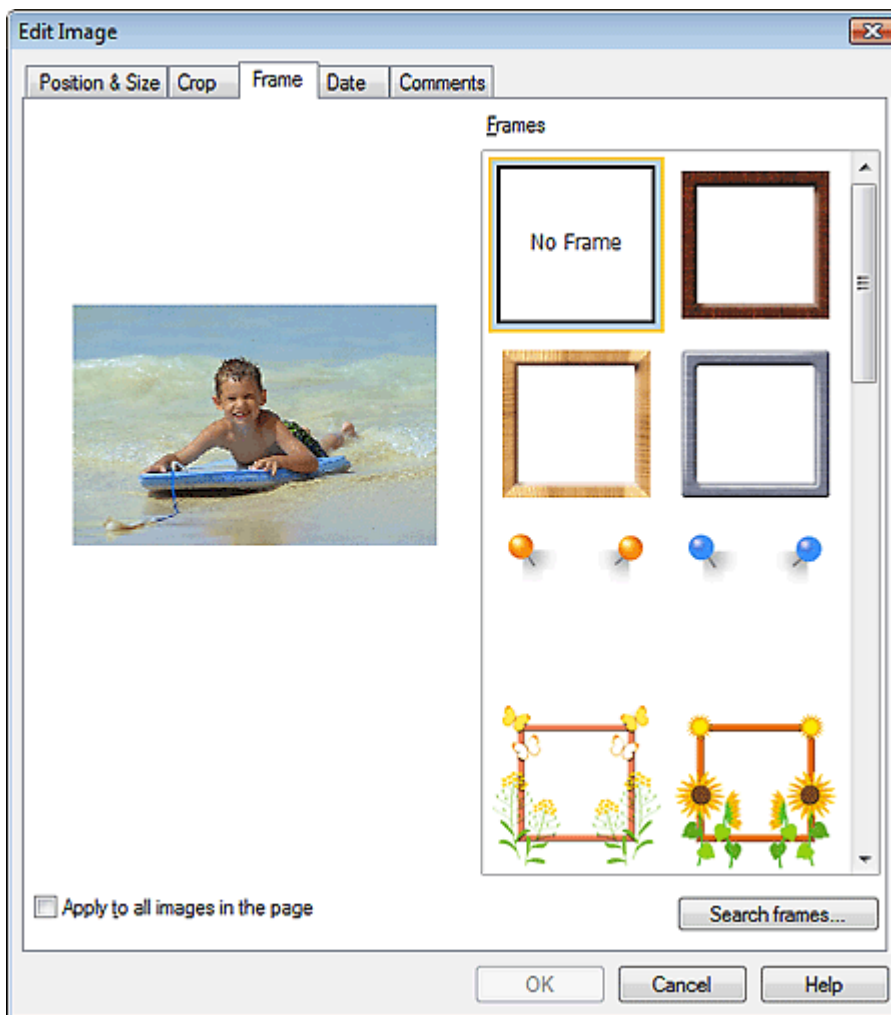 Edit Image
Position & Size Crop Frame Date Comments
Frames
No Frame
Apply to all images in the page
Search frames...
OK Cancel Help